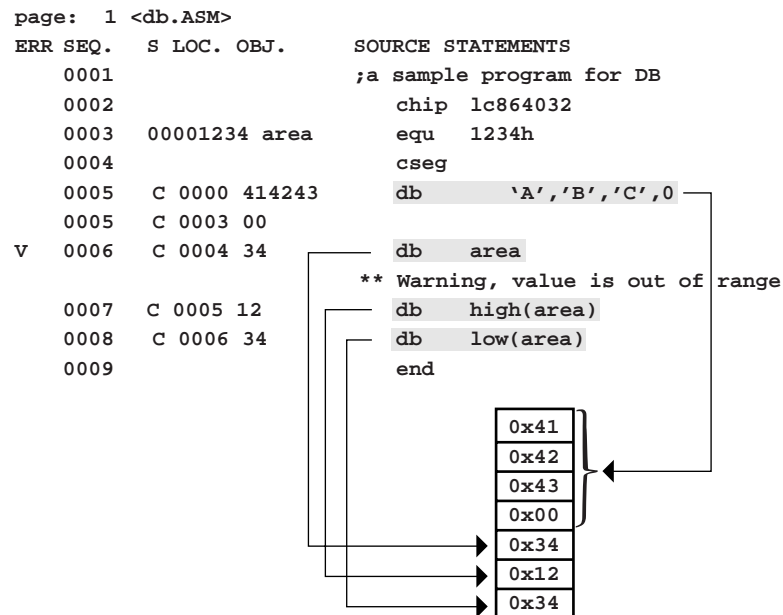 page: 1 <db.ASM>
ERR SEQ. S LOC. OBJ. SOURCE STATEMENTS
0001 ;a sample program for DB
0002 chip lc864032
0003 00001234 area equ 1234h
0004 cseg
0005 C 0000 414243 db ‘A’,’B’,’C’,0
0005 C 0003 00
V 0006 C 0004 34 db area
** Warning, value is out of range
0007 C 0005 12 db high(area)
0008 C 0006 34 db low(area)
0009 end
0x41
0x42
0x43
0x00
0x34
0x12
0x34